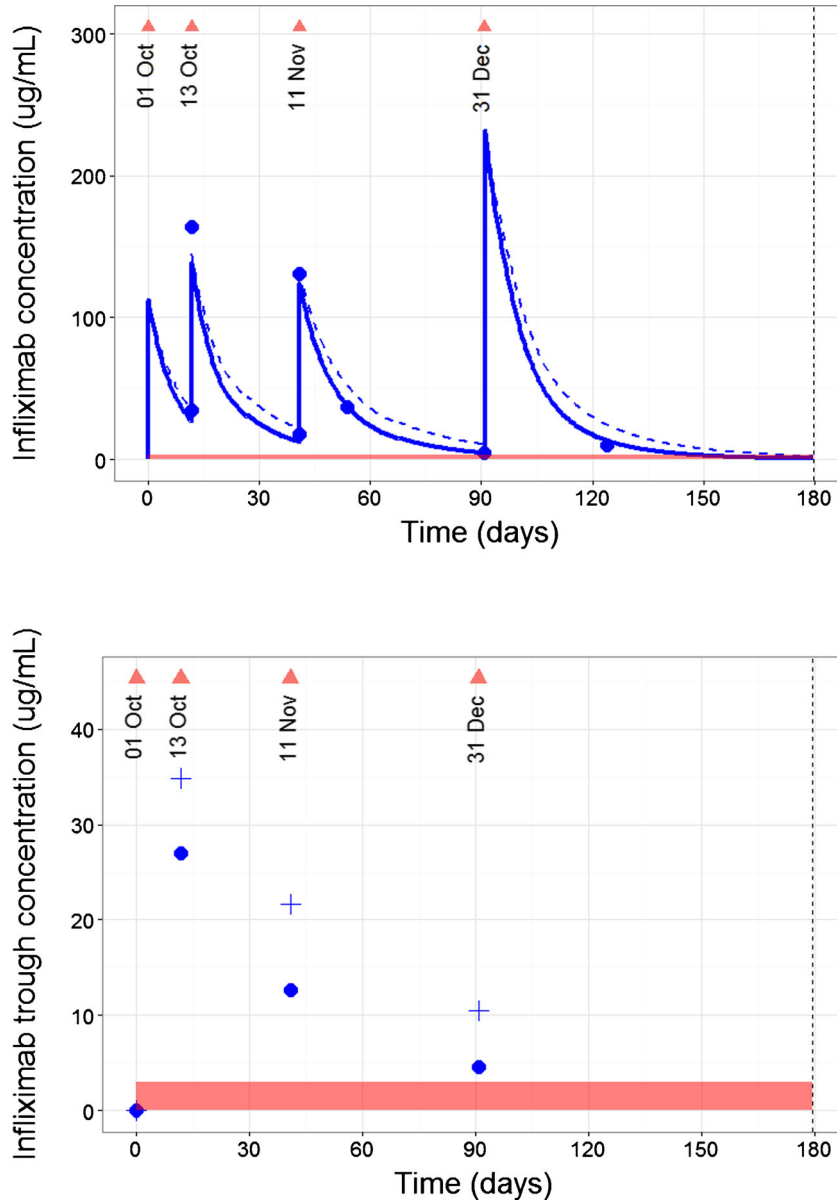 Infliximab concentration (ug/mL)
300
200
100
0
01 Oct
13 Oct
11 Nov
31 Dec
0 30 60 90 120 150 180
Time (days)
Infliximab trough concentration (ug/mL)
40
30
20
10
0
01 Oct
13 Oct
11 Nov
31 Dec
0 30 60 90 120 150 180
Time (days)